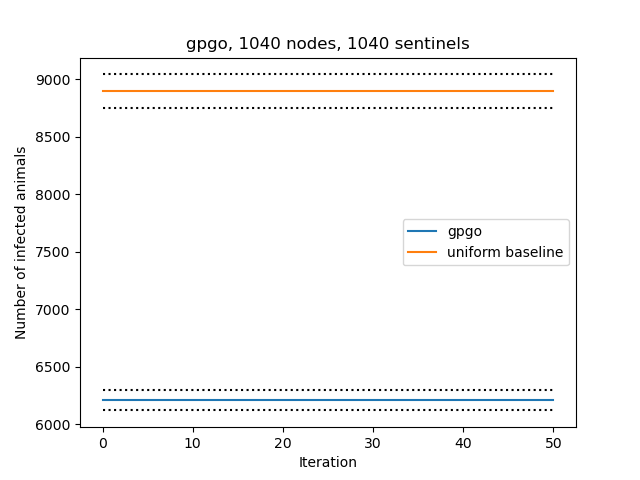 gpgo, 1040 nodes, 1040 sentinels
9000
8500
8000
7500
7000
6500
6000
Number of infected animals
gpgo
uniform baseline
0 10 20 30 40 50
Iteration